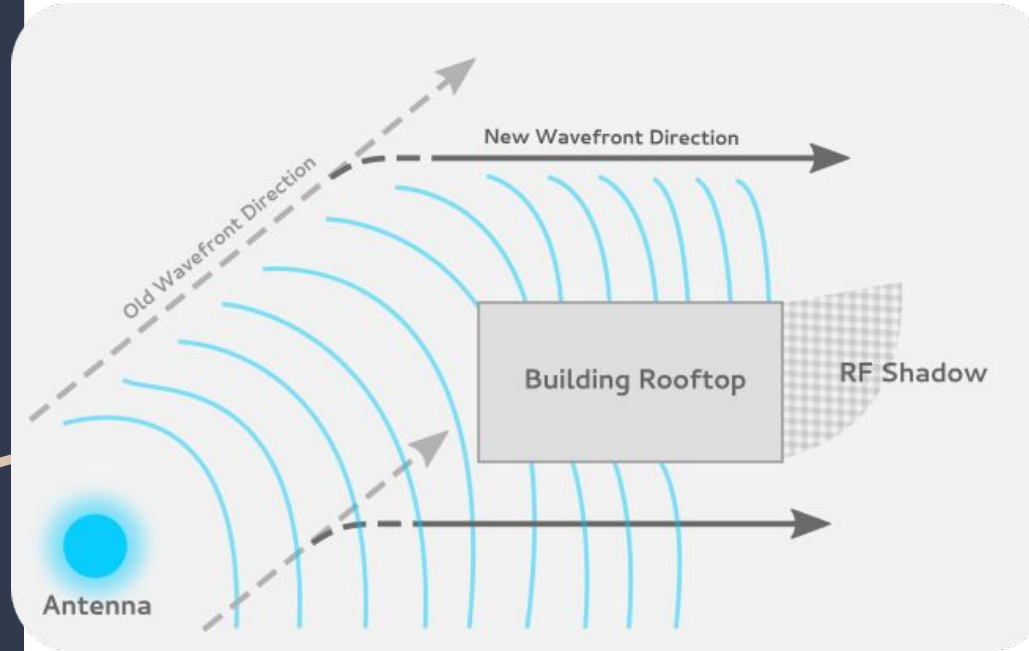 New Wavefront Direction
Old Wavefront Direction
Building Rooftop
RF Shadow
Antenna